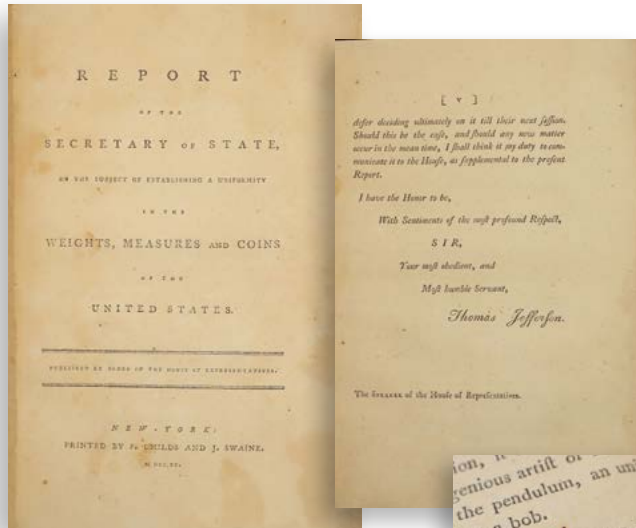 REPORT
OF THE
SECRETARY OF STATE,
ON THE SUBJECT OF ESTABLISHING A UNIFORMITY
IN THE
WEIGHTS, MEASURES AND COINS
OF THE
UNITED STATES.
PUBLISHED BY ORDER OF THE HOUSE OF REPRESENTATIVES.
NEW-YORK:
PRINTED BY F. CHILDS AND J. SWAINE.
M DCC,XC.
[ v ]
defer deciding ultimately on it till their next ſeſſion.
Should this be the caſe, and ſhould any new matter
occur in the mean time, I ſhall think it my duty to com-
municate it to the Houſe, as ſupplemental to the preſent
Report.
I have the Honor to be,
With Sentiments of the moſt profound Reſpect,
SIR,
Your moſt obedient, and
Moſt humble Servant,
Thomas Jefferſon.
The SPEAKER of the Houſe of Repreſentatives.
ion,
genious artiſt of
the pendulum, an uni
bob.